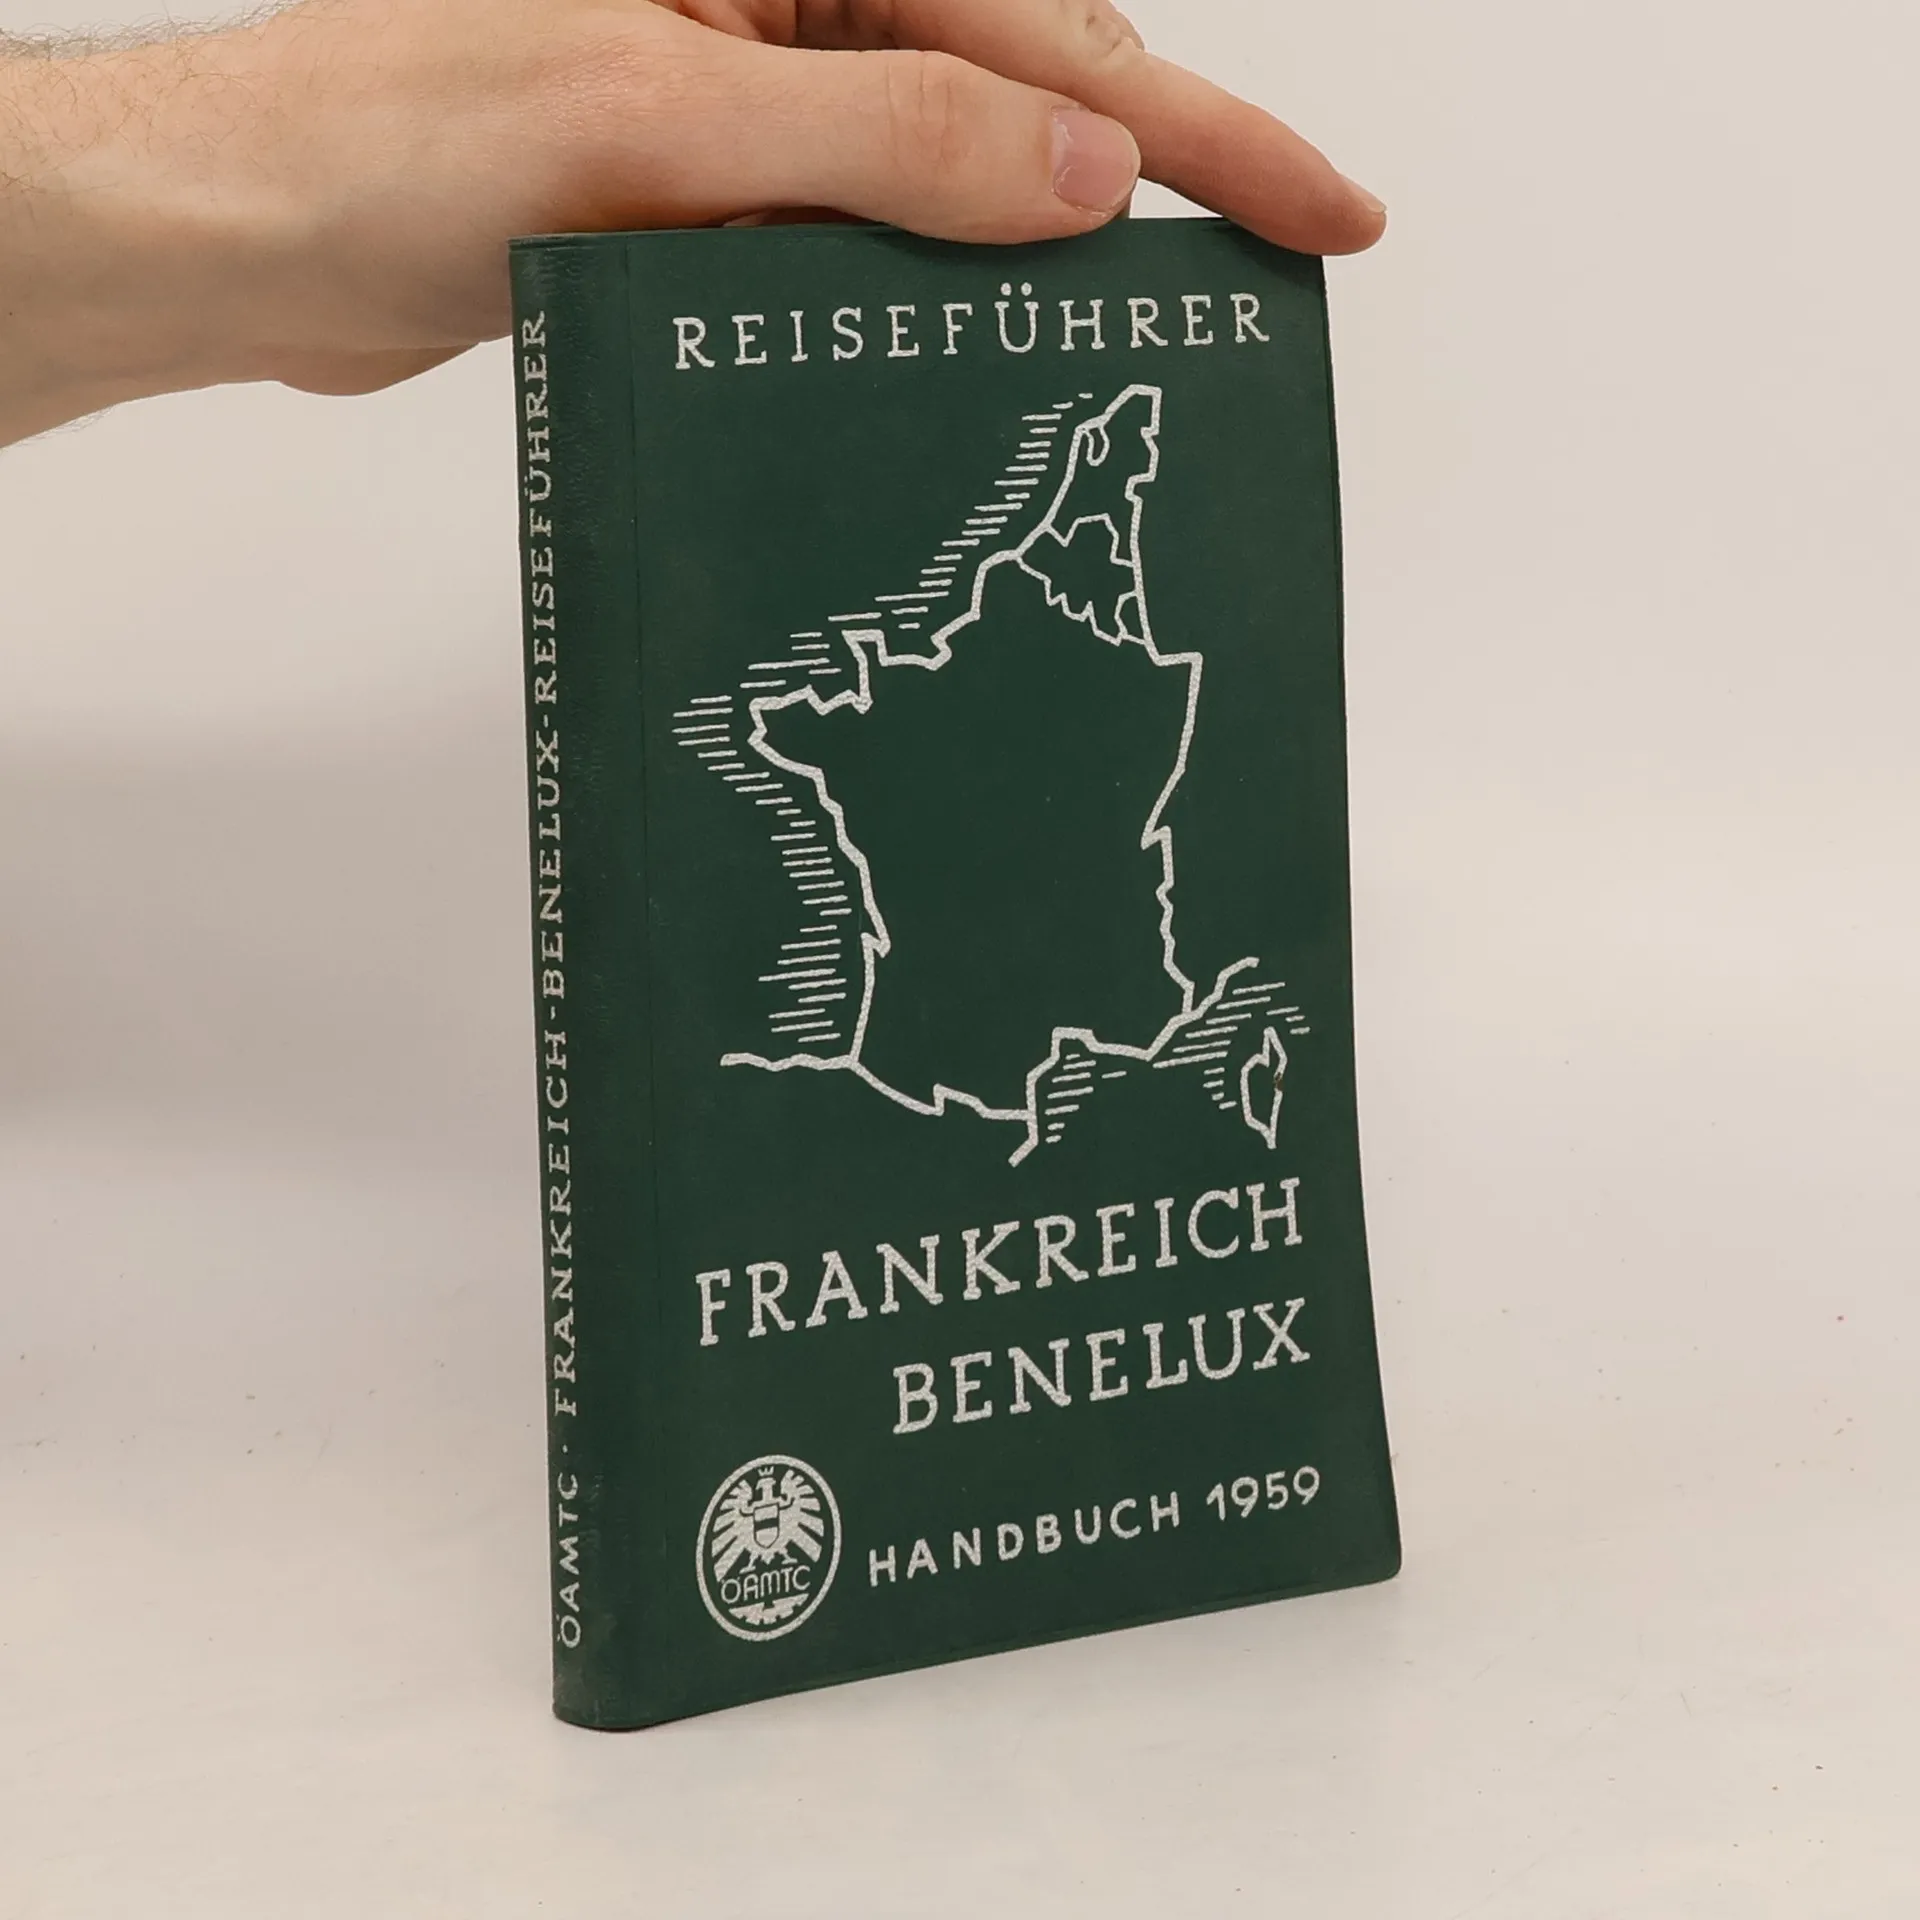 REISEFÜHRER
FRANKREICH
BENELUX
HANDBUCH 1959
ÖAMTC
ÖAMTC · FRANKREICH-BENELUX-REISEFÜHRER